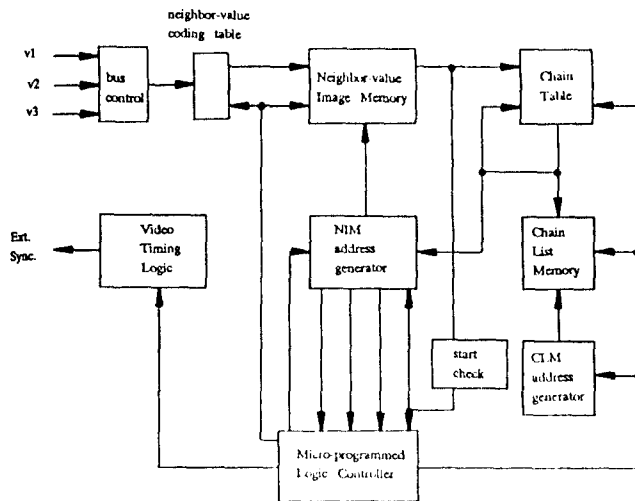 neighbor-value
coding table
v1
v2
v3
bus
control
Neighbor-value
Image Memory
Chain
Table
Ext.
Sync.
Video
Timing
Logic
NIM
address
generator
Chain
List
Memory
start
check
CLM
address
generator
Micro-programmed
Logic Controller